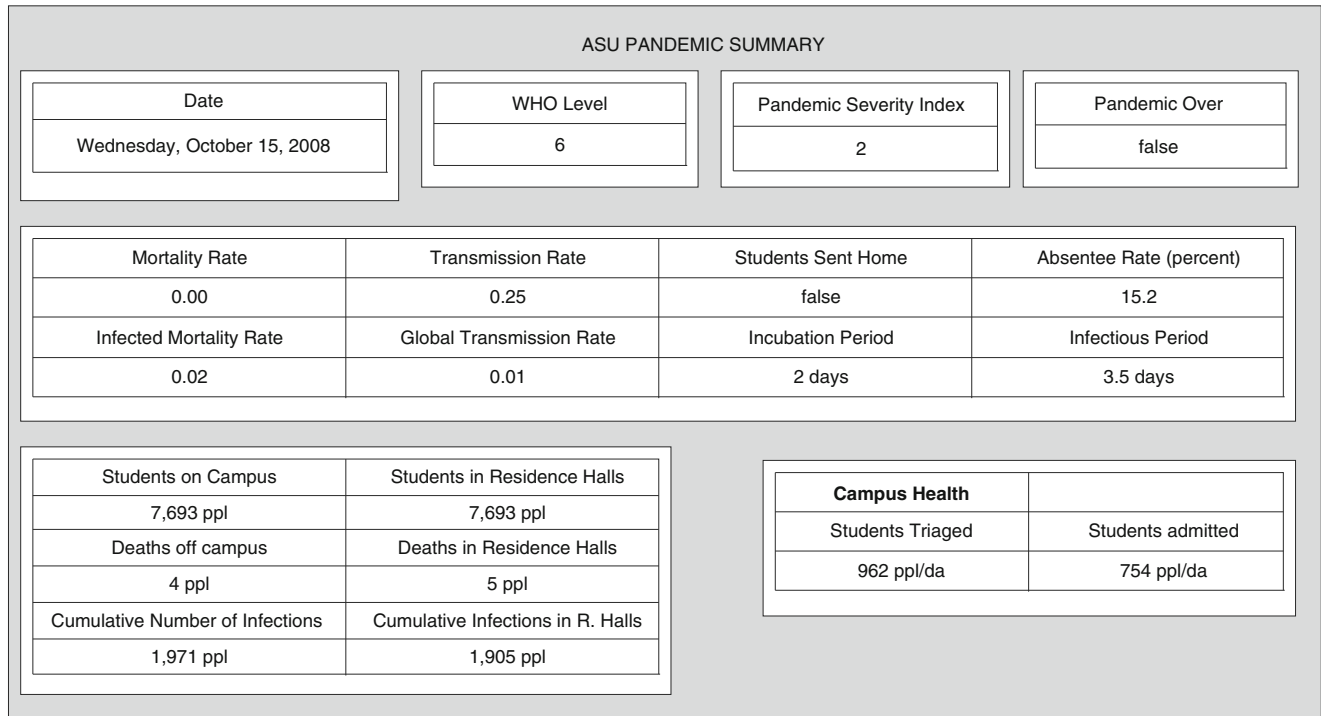 ASU PANDEMIC SUMMARY
Date
Wednesday, October 15, 2008
WHO Level
6
Pandemic Severity Index
2
Pandemic Over
false
Mortality Rate Transmission Rate Students Sent Home Absentee Rate (percent)
0.00 0.25 false 15.2
Infected Mortality Rate Global Transmission Rate Incubation Period Infectious Period
0.02 0.01 2 days 3.5 days
Students on Campus Students in Residence Halls
7,693 ppl 7,693 ppl
Deaths off campus Deaths in Residence Halls
4 ppl 5 ppl
Cumulative Number of Infections Cumulative Infections in R. Halls
1,971 ppl 1,905 ppl
Campus Health
Students Triaged Students admitted
962 ppl/da 754 ppl/da